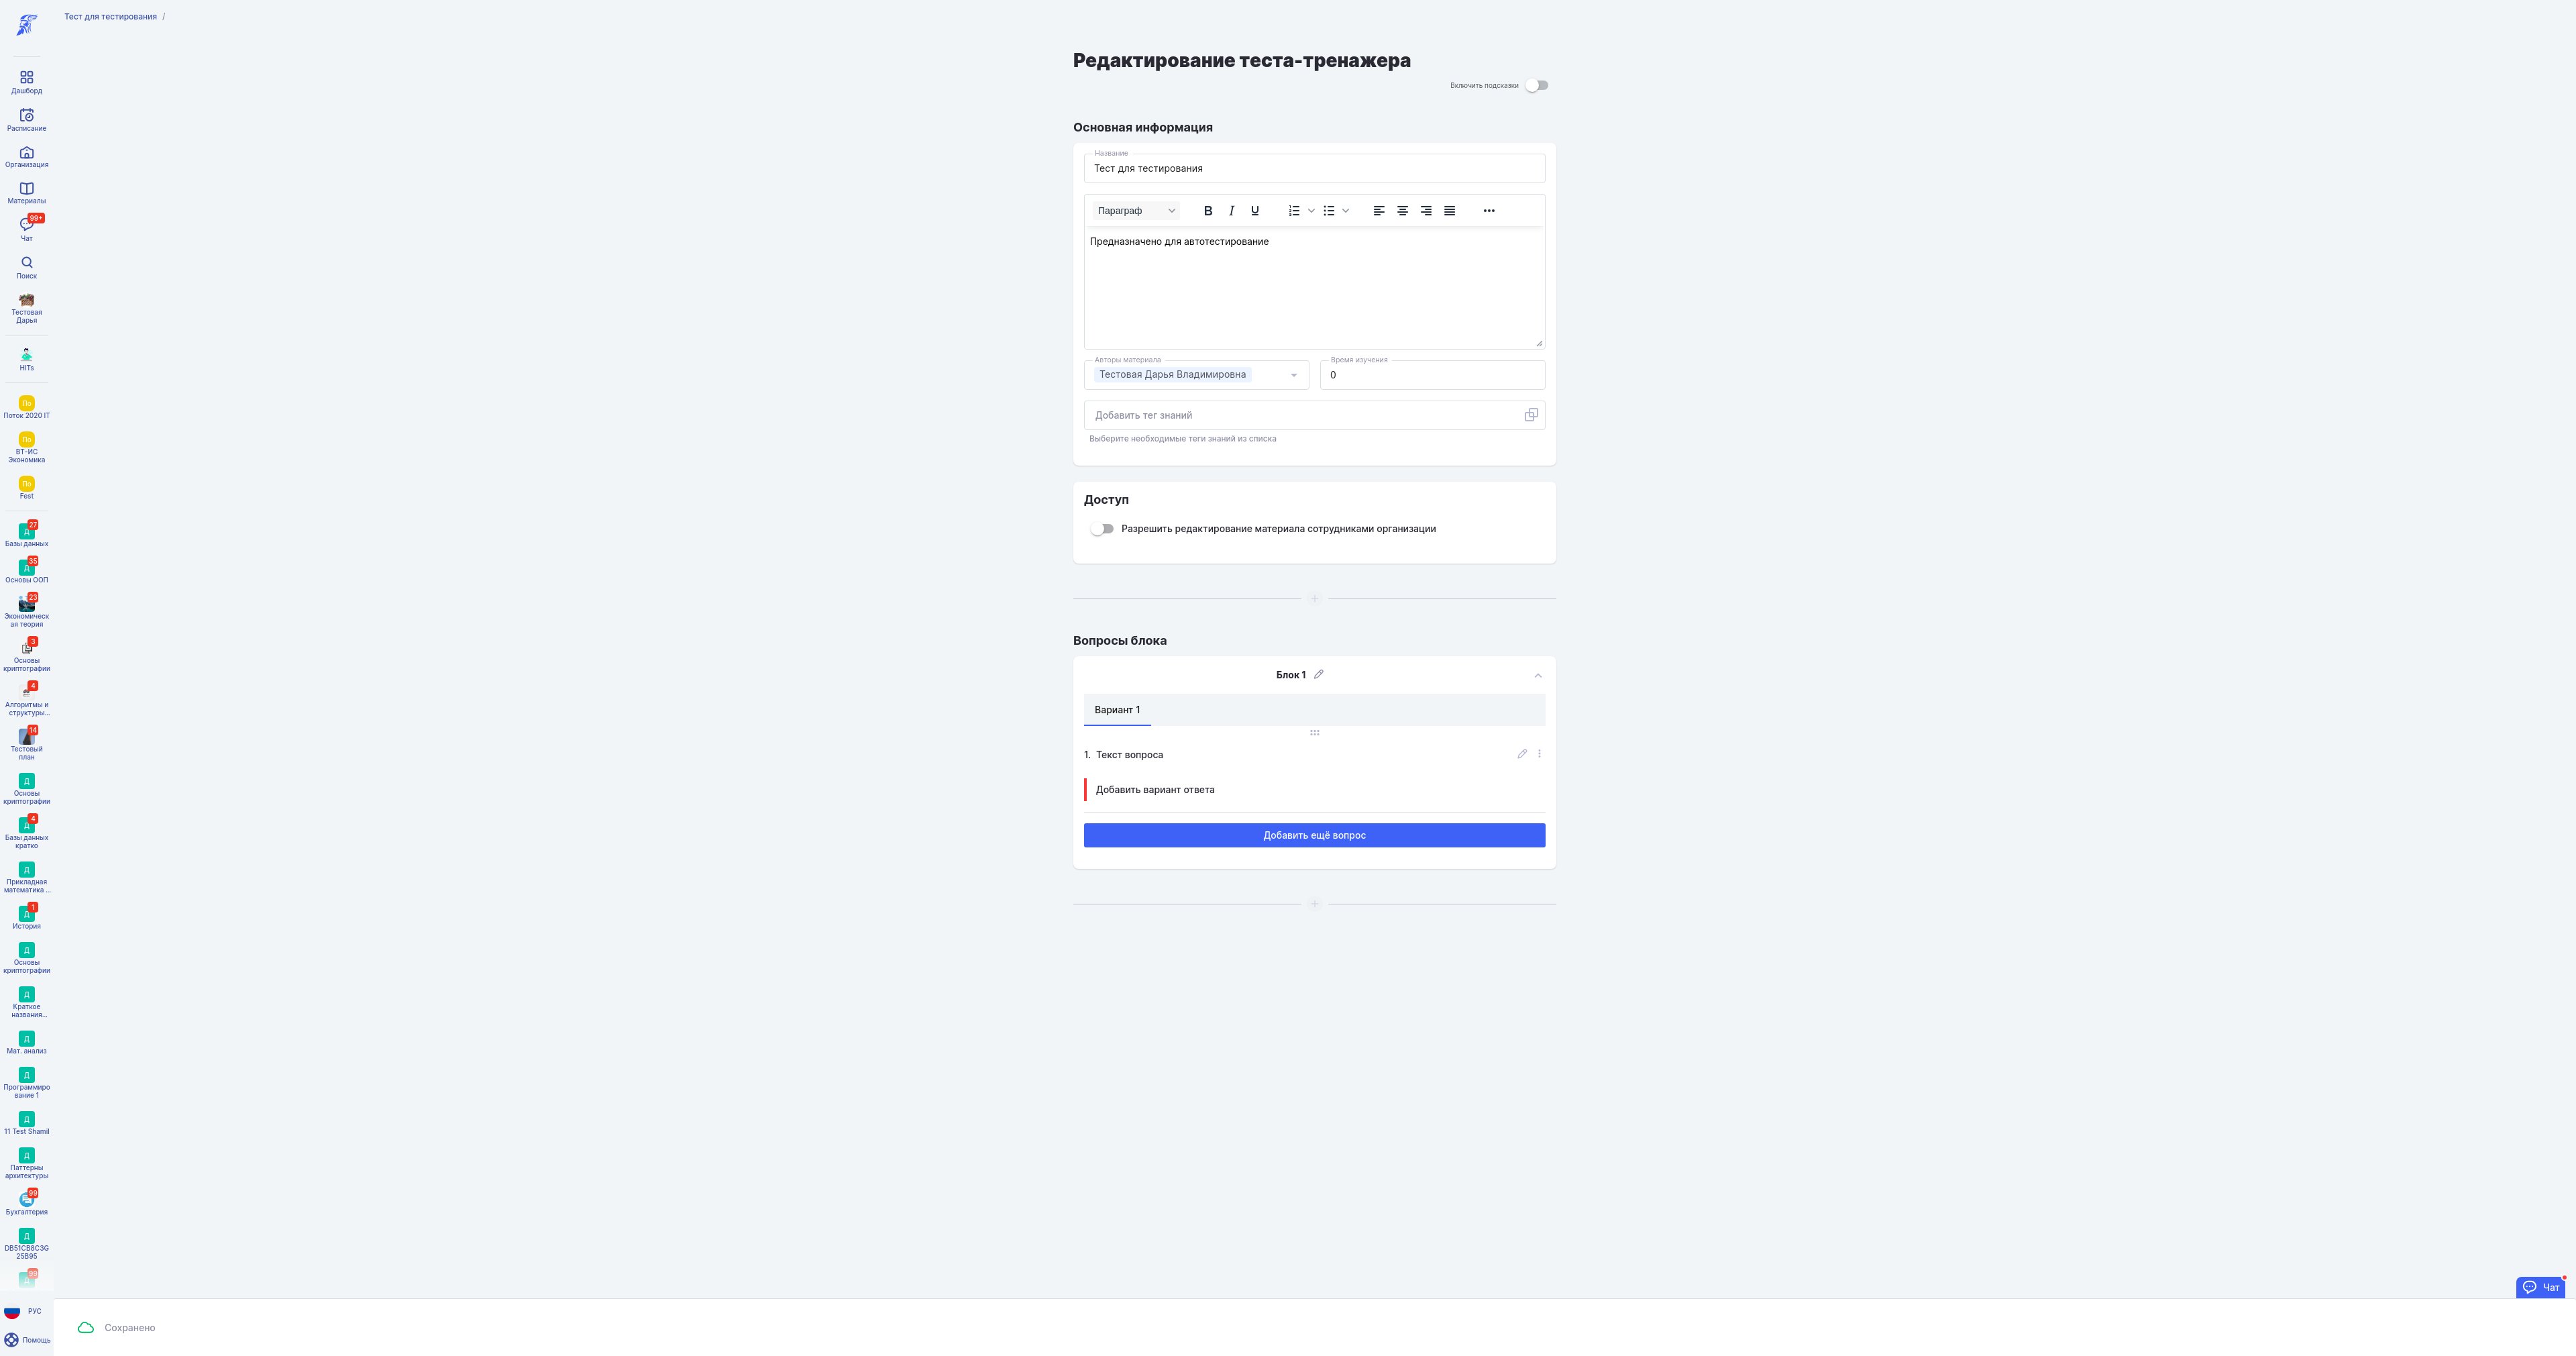 Тест для тестирования /
Дашборд
Расписание
Организация
Материалы
99+
Чат
Поиск
Тестовая
Дарья
HITs
По
Поток 2020 IT
По
ВТ-ИС
Экономика
По
Fest
27
Д
Базы данных
35
Д
Основы ООП
23
Экономическ
ая теория
3
Основы
криптографии
4
Алгоритмы и
структуры...
14
Тестовый
план
Д
Основы
криптографии
4
Д
Базы данных
кратко
Д
Прикладная
математика ...
1
Д
История
Д
Основы
криптографии
Д
Краткое
названия...
Д
Мат. анализ
Д
Программиро
вание 1
Д
11 Test Shamil
Д
Паттерны
архитектуры
99
Бухгалтерия
Д
DB51CB8C3G
25B95
99
Д
РУС
Помощь
Редактирование теста-тренажера
Включить подсказки
Основная информация
Название
Тест для тестирования
Параграф
B I U
Предназначено для автотестирование
Авторы материала
Тестовая Дарья Владимировна
Время изучения
0
Добавить тег знаний
Выберите необходимые теги знаний из списка
Доступ
Разрешить редактирование материала сотрудниками организации
Вопросы блока
Блок 1
Вариант 1
1. Текст вопроса
Добавить вариант ответа
Добавить ещё вопрос
Чат
Сохранено